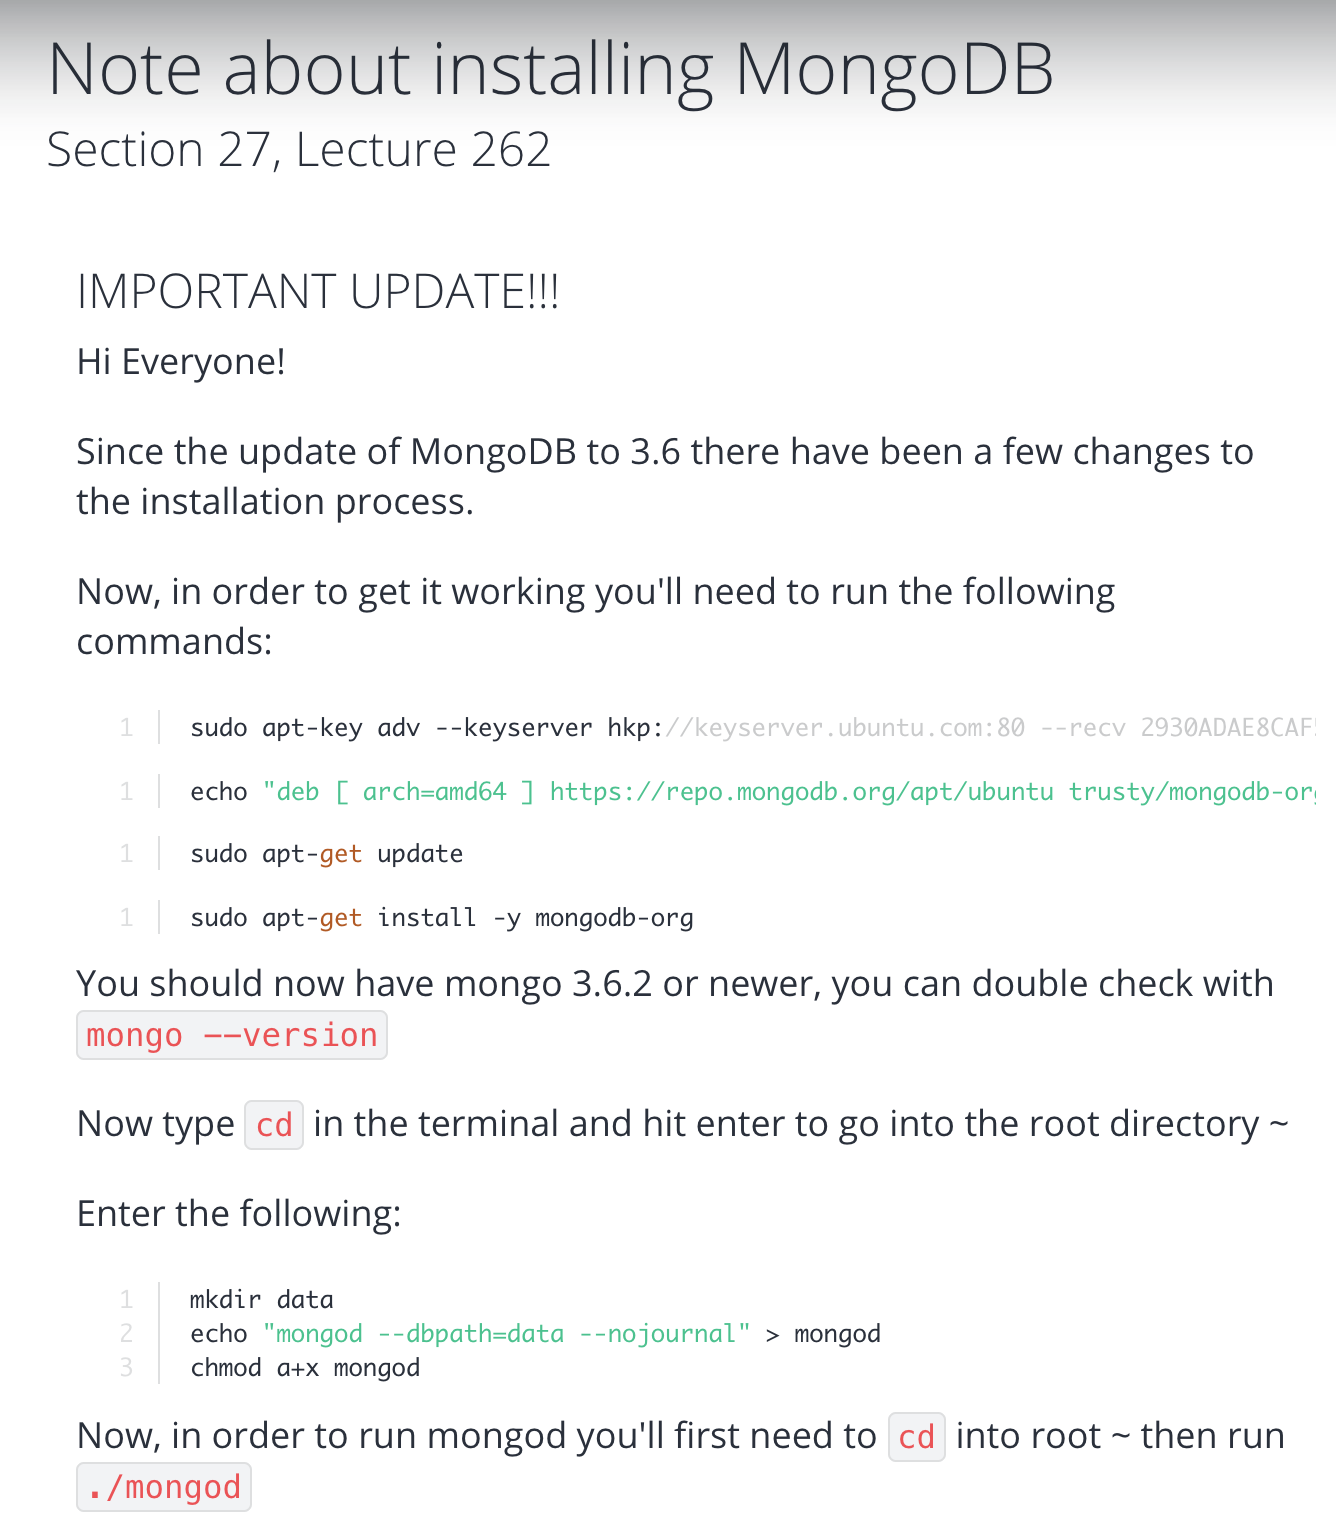 Note about installing MongoDB
Section 27, Lecture 262
IMPORTANT UPDATE!!!
Hi Everyone!
Since the update of MongoDB to 3.6 there have been a few changes to
the installation process.
Now, in order to get it working you'll need to run the following
commands:
1 sudo apt-key adv --keyserver hkp://keyserver.ubuntu.com:80 --recv 2930ADAE8CAF
1 echo "deb [ arch=amd64 ] https://repo.mongodb.org/apt/ubuntu trusty/mongodb-org
1 sudo apt-get update
1 sudo apt-get install -y mongodb-org
You should now have mongo 3.6.2 or newer, you can double check with
mongo --version
Now type cd in the terminal and hit enter to go into the root directory ~
Enter the following:
1 mkdir data
2 echo "mongod --dbpath=data --nojournal" > mongod
3 chmod a+x mongod
Now, in order to run mongod you'll first need to cd into root ~ then run
./mongod